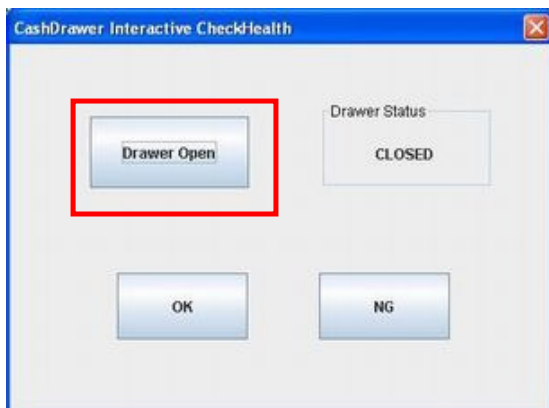 CashDrawer Interactive CheckHealth
Drawer Status
Drawer Open
CLOSED
OK
NG